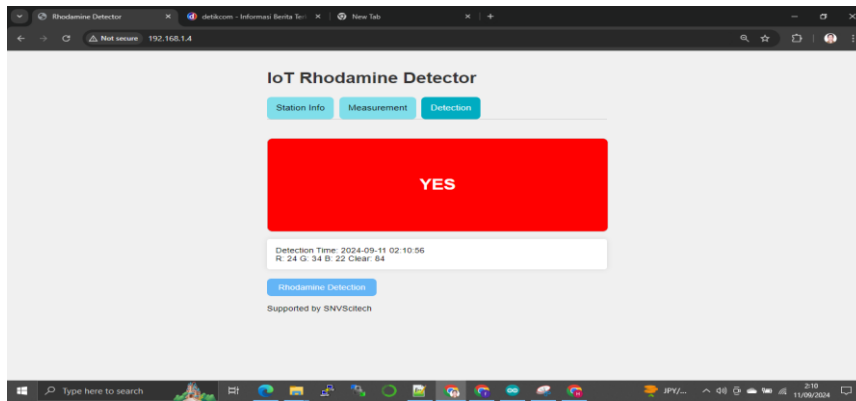 Rhodamine Detector
detikcom - Informasi Berita Teri
New Tab
Not secure
192.168.1.4
IoT Rhodamine Detector
Station Info
Measurement
Detection
YES
Detection Time: 2024-09-11 02:10:56
R: 24 G: 34 B: 22 Clear: 84
Rhodamine Detection
Supported by SNVScitech
Type here to search
JPY/...
2:10
11/09/2024